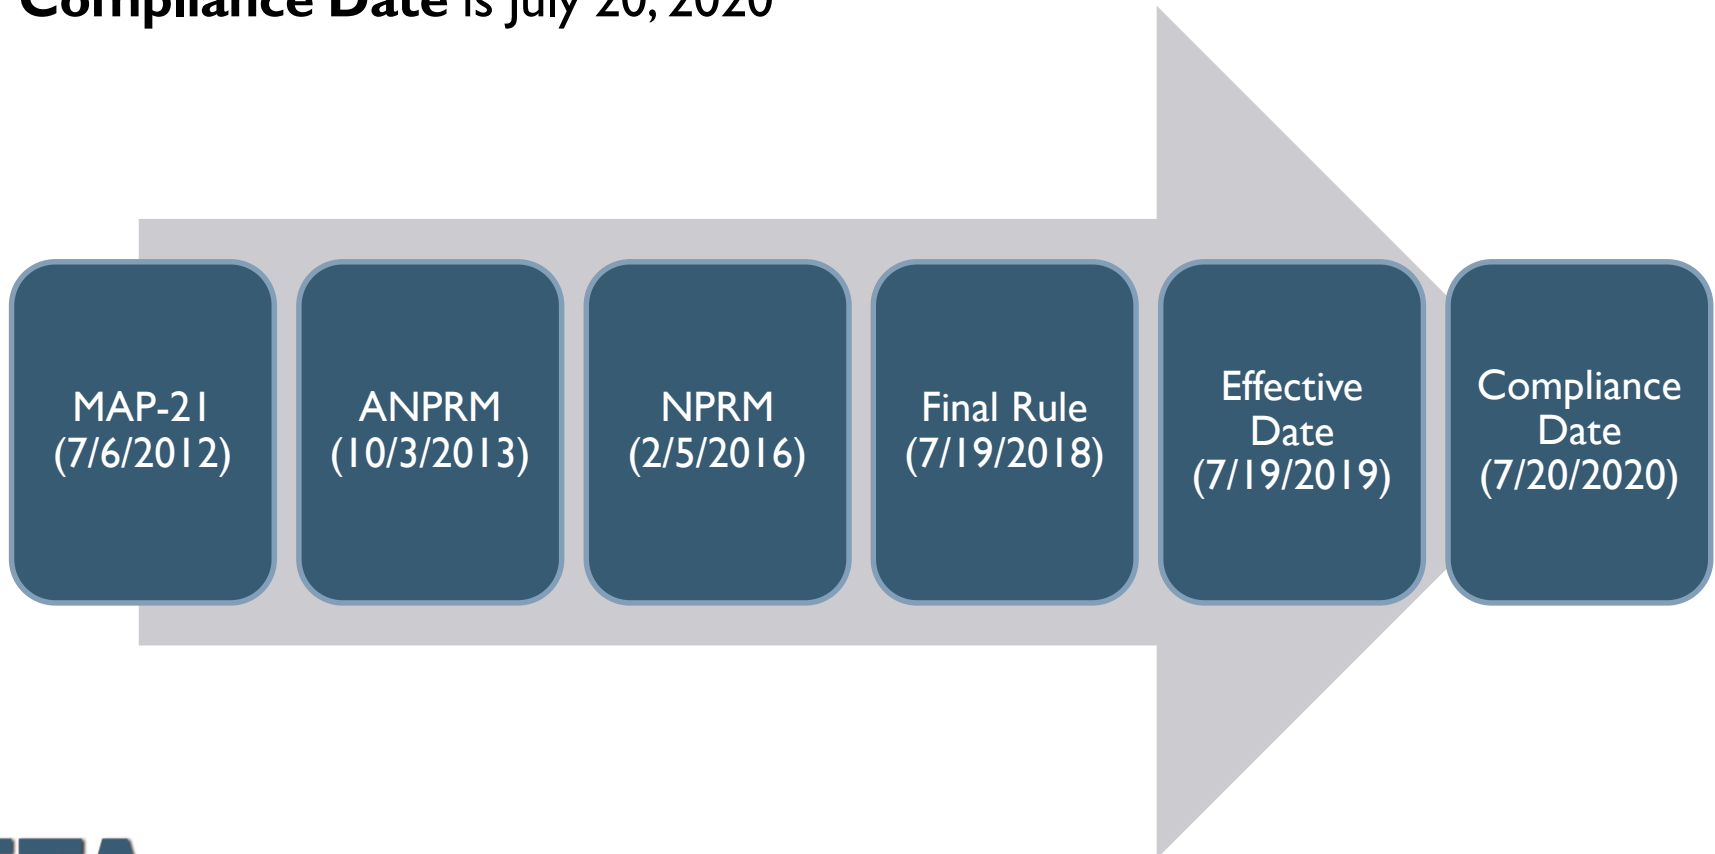 Compliance Date is July 20, 2020
MAP-21
(7/6/2012)
ANPRM
(10/3/2013)
NPRM
(2/5/2016)
Final Rule
(7/19/2018)
Effective
Date
(7/19/2019)
Compliance
Date
(7/20/2020)